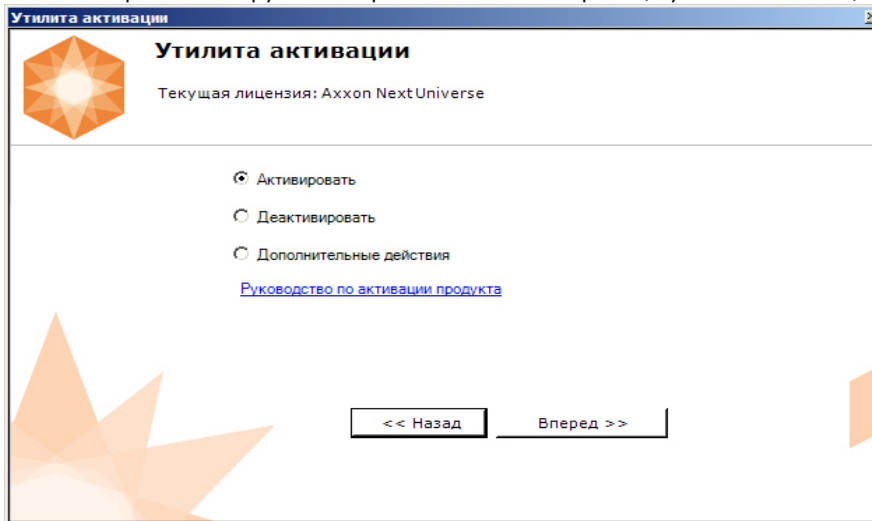 Утилита активации
Утилита активации
Текущая лицензия: Axxon Next Universe
Активировать
Деактивировать
Дополнительные действия
Руководство по активации продукта
<< Назад
Вперед >>